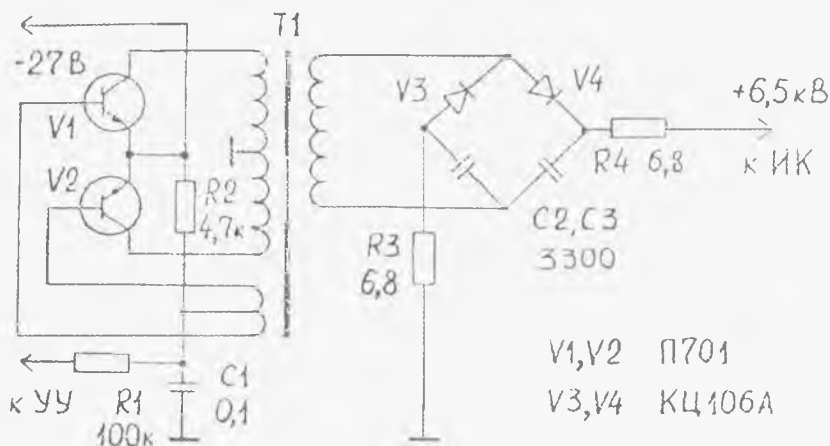 T1
-27В
V1
V2
R2
4,7к
к УУ
R1
100к
C1
0,1
V3
V4
+6,5кВ
R4 6,8
к ИК
C2,C3
3300
R3
6,8
V1,V2 П701
V3,V4 КЦ106А